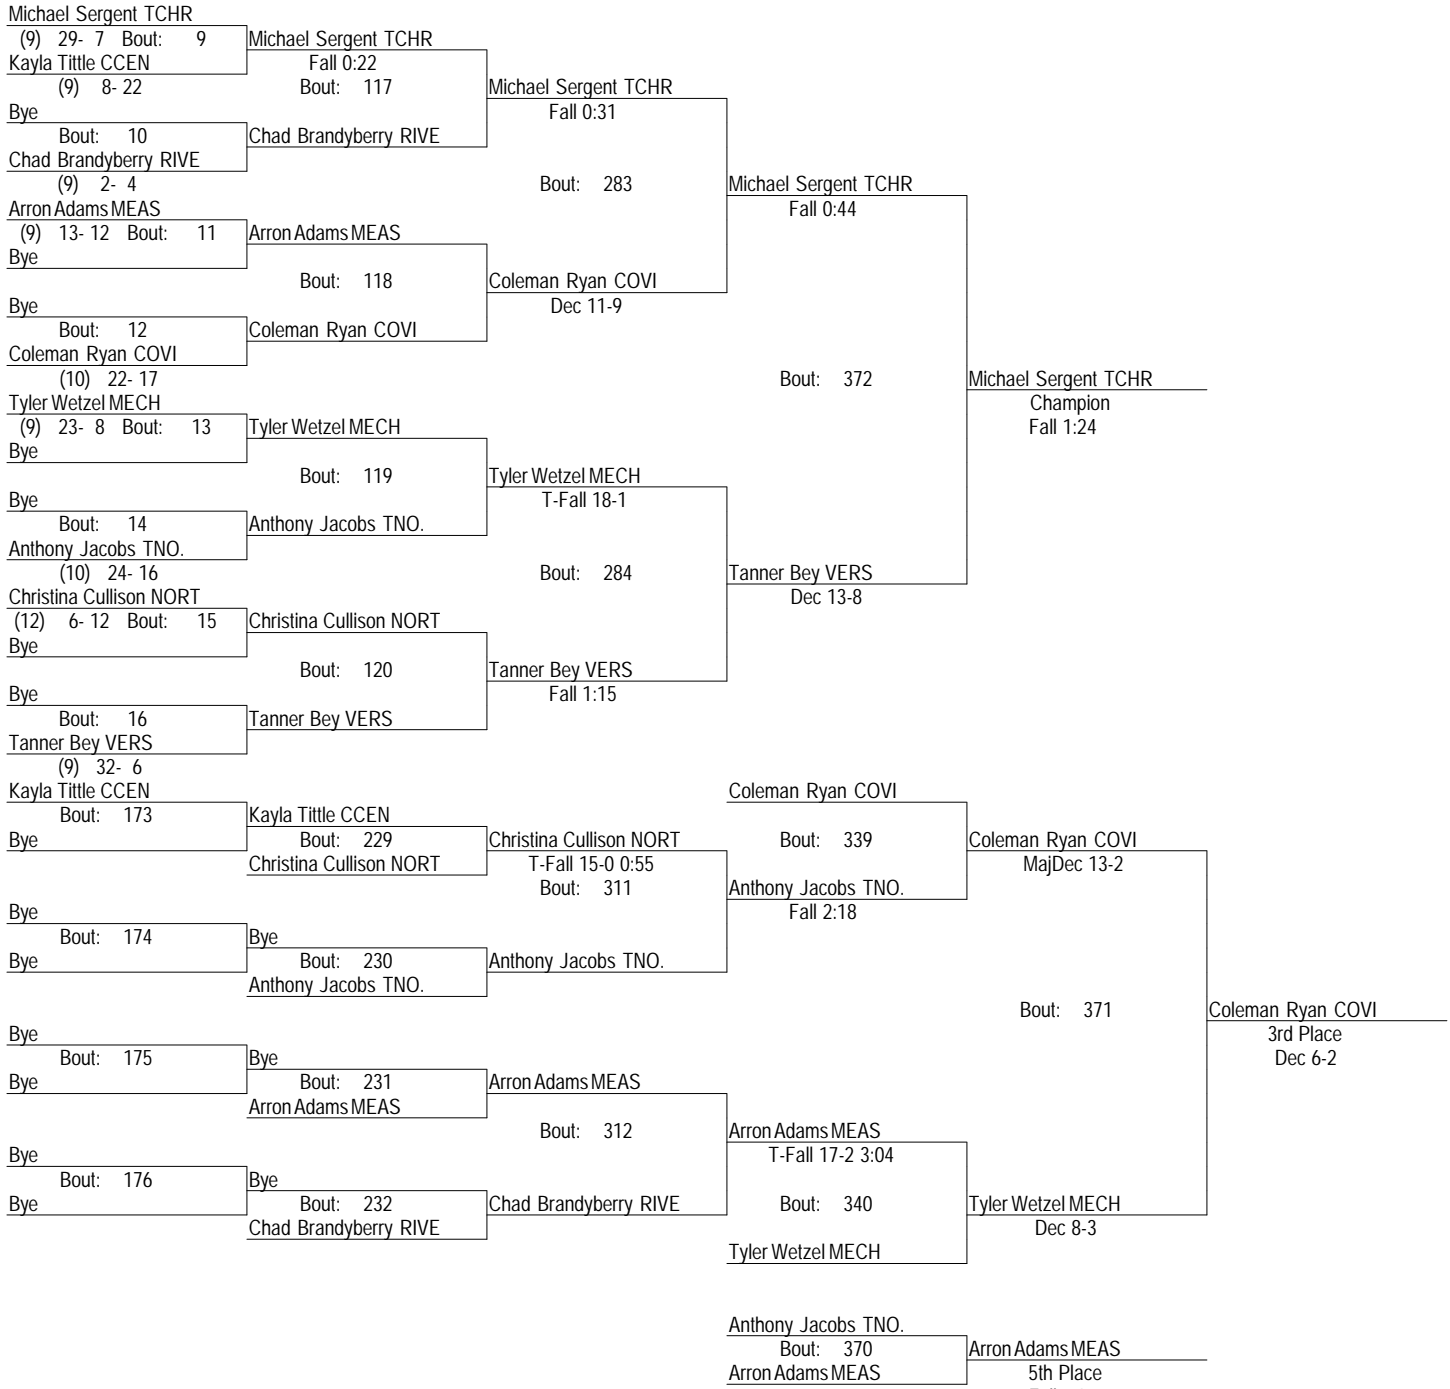 Michael Sergent TCHR
(9) 29- 7 Bout: 9 Michael Sergent TCHR
Kayla Tittle CCEN Fall 0:22
(9) 8- 22 Bout: 117 Michael Sergent TCHR
Bye Fall 0:31
Bout: 10 Chad Brandyberry RIVE
Chad Brandyberry RIVE
(9) 2- 4 Bout: 283 Michael Sergent TCHR
Arron Adams MEAS Fall 0:44
(9) 13- 12 Bout: 11 Arron Adams MEAS
Bye
Bout: 118 Coleman Ryan COVI
Bye Dec 11-9
Bout: 12 Coleman Ryan COVI
Coleman Ryan COVI
(10) 22- 17 Bout: 372 Michael Sergent TCHR
Tyler Wetzel MECH Champion
(9) 23- 8 Bout: 13 Tyler Wetzel MECH Fall 1:24
Bye
Bout: 119 Tyler Wetzel MECH
Bye T-Fall 18-1
Bout: 14 Anthony Jacobs TNO.
Anthony Jacobs TNO.
(10) 24- 16 Bout: 284 Tanner Bey VERS
Christina Cullison NORT Dec 13-8
(12) 6- 12 Bout: 15 Christina Cullison NORT
Bye
Bout: 120 Tanner Bey VERS
Bye Fall 1:15
Bout: 16 Tanner Bey VERS
Tanner Bey VERS
(9) 32- 6
Kayla Tittle CCEN Coleman Ryan COVI
Bout: 173 Kayla Tittle CCEN
Bye Bout: 229 Christina Cullison NORT Bout: 339 Coleman Ryan COVI
Christina Cullison NORT T-Fall 15-0 0:55 MajDec 13-2
Bout: 311 Anthony Jacobs TNO.
Bye Fall 2:18
Bout: 174 Bye
Bye Bout: 230 Anthony Jacobs TNO.
Anthony Jacobs TNO.
Bout: 371 Coleman Ryan COVI
Bye 3rd Place
Bout: 175 Bye Dec 6-2
Bye Bout: 231 Arron Adams MEAS
Arron Adams MEAS
Bout: 312 Arron Adams MEAS
Bye T-Fall 17-2 3:04
Bout: 176 Bye
Bye Bout: 232 Chad Brandyberry RIVE Bout: 340 Tyler Wetzel MECH
Chad Brandyberry RIVE Dec 8-3
Tyler Wetzel MECH
Anthony Jacobs TNO.
Bout: 370 Arron Adams MEAS
Arron Adams MEAS 5th Place